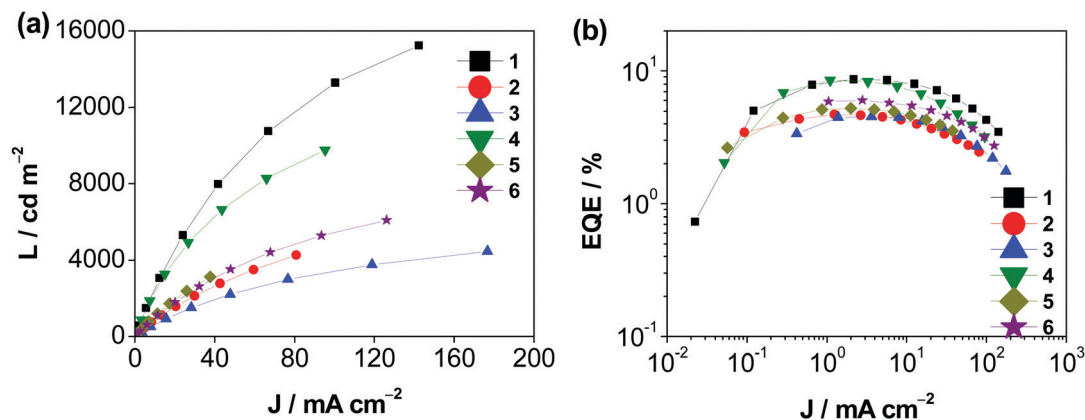 (a)
16000
12000
8000
4000
0
L / cd m⁻²
0 40 80 120 160 200
J / mA cm⁻²
1
2
3
4
5
6
(b)
10¹
10⁰
10⁻¹
EQE / %
10⁻² 10⁻¹ 10⁰ 10¹ 10² 10³
J / mA cm⁻²
1
2
3
4
5
6